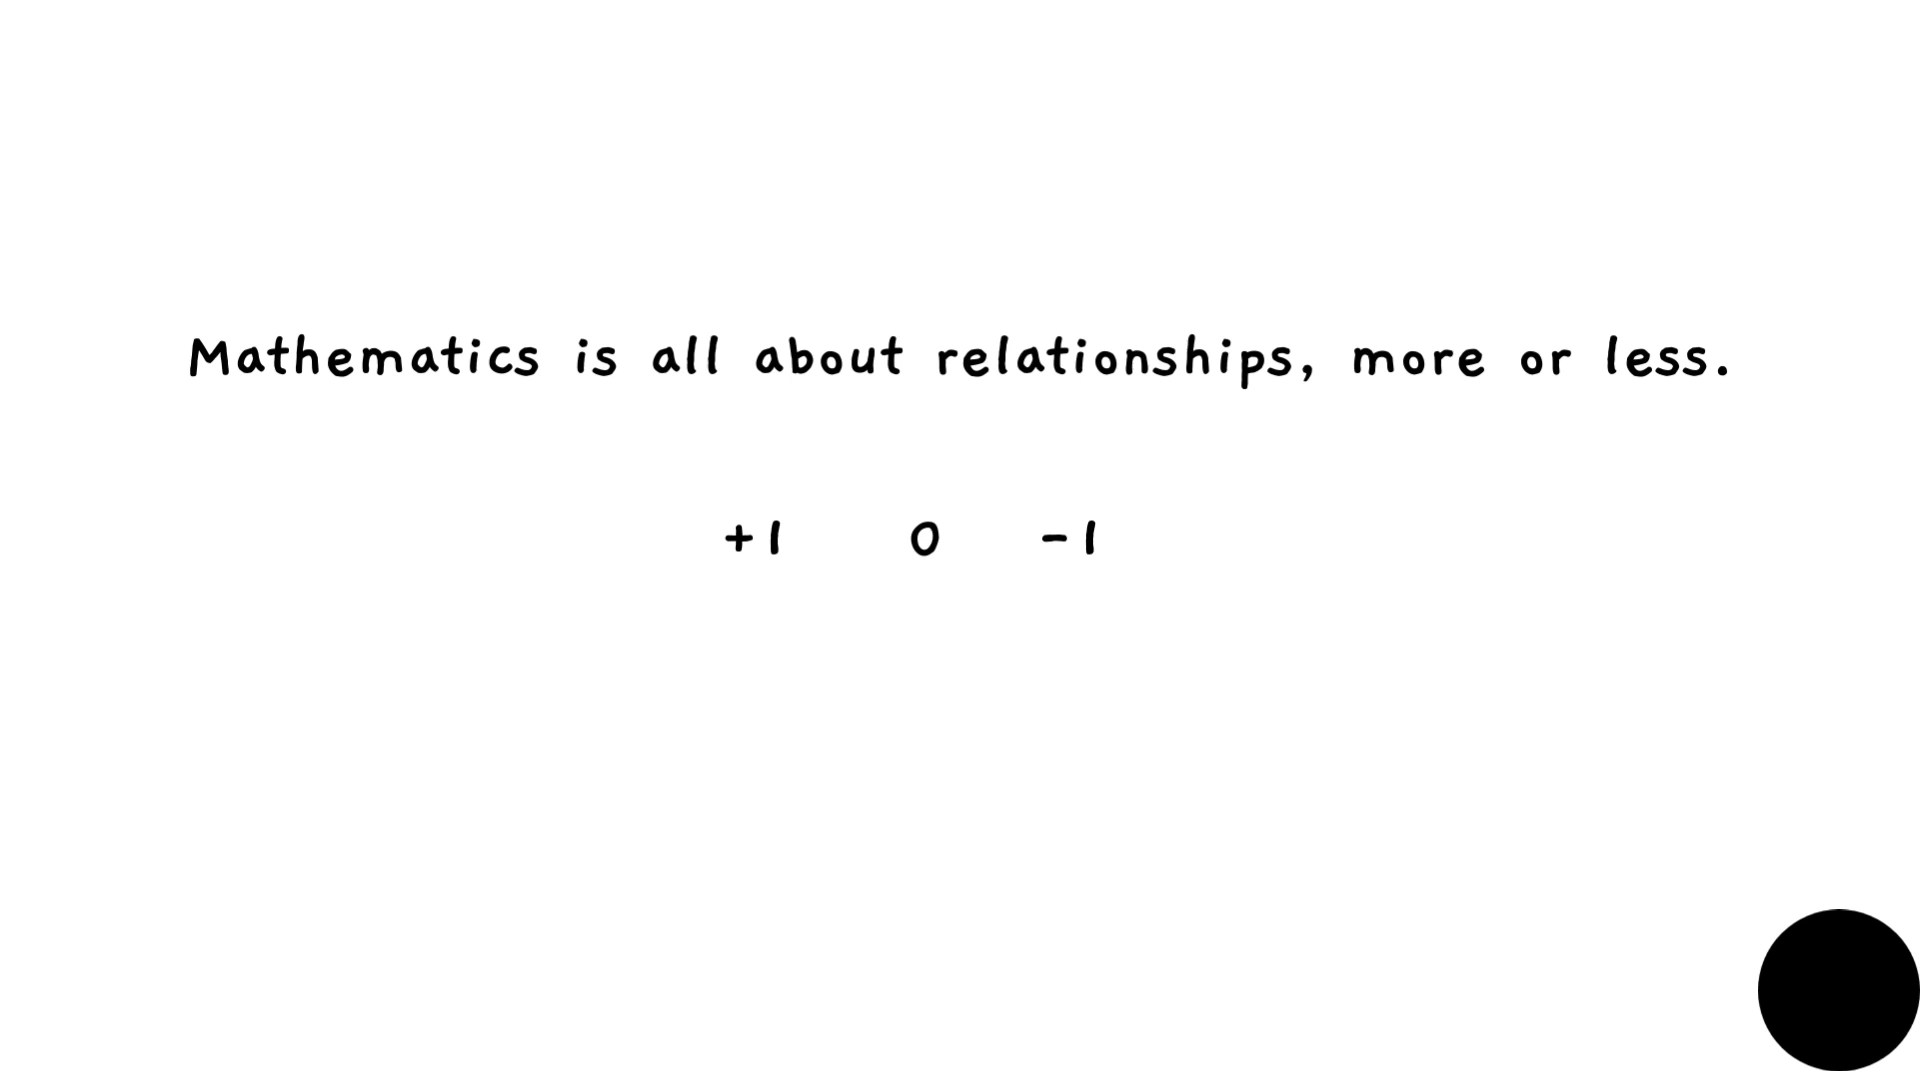 Mathematics is all about relationships, more or less.
+1 0 -1